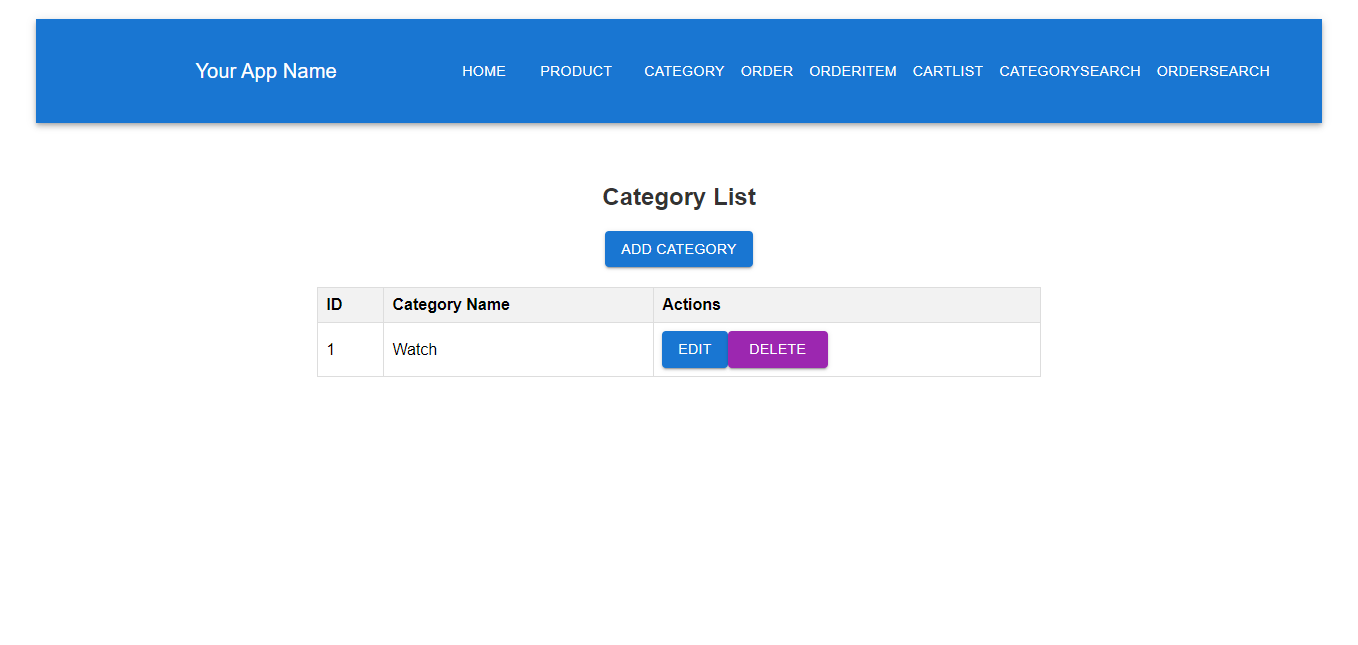 Your App Name HOME PRODUCT CATEGORY ORDER ORDERITEM CARTLIST CATEGORYSEARCH ORDERSEARCH
Category List
ADD CATEGORY
ID Category Name Actions
1 Watch EDIT DELETE